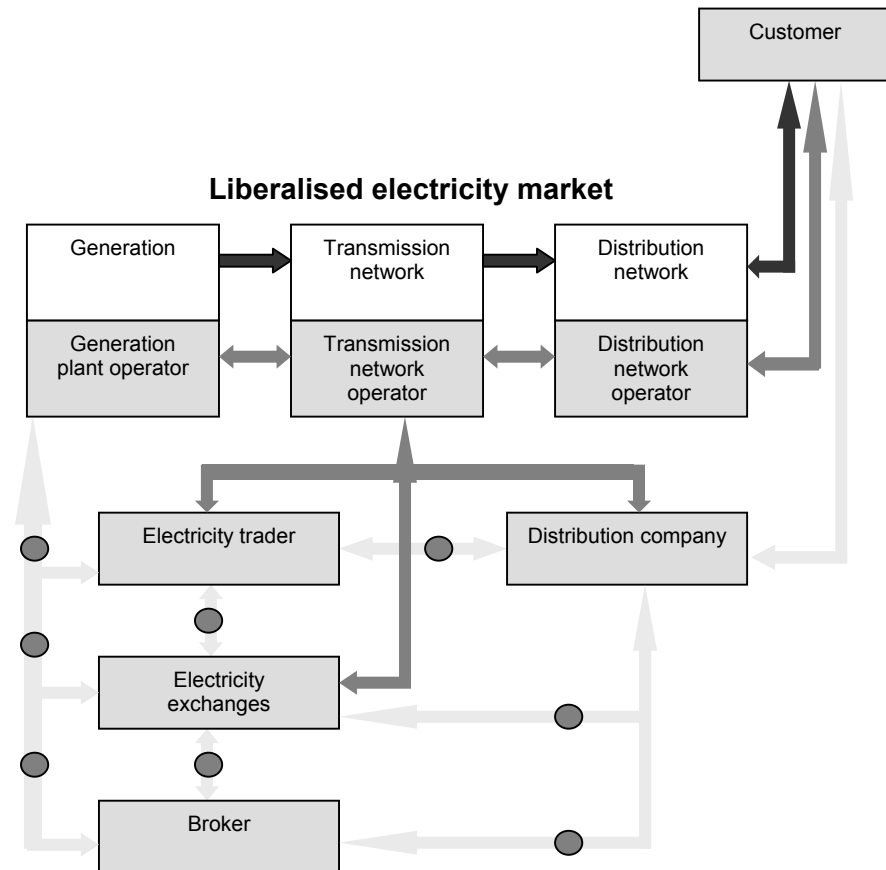 Customer
Liberalised electricity market
Generation
Transmission
network
Distribution
network
Generation
plant operator
Transmission
network
operator
Distribution
network
operator
Electricity trader
Distribution company
Electricity
exchanges
Broker